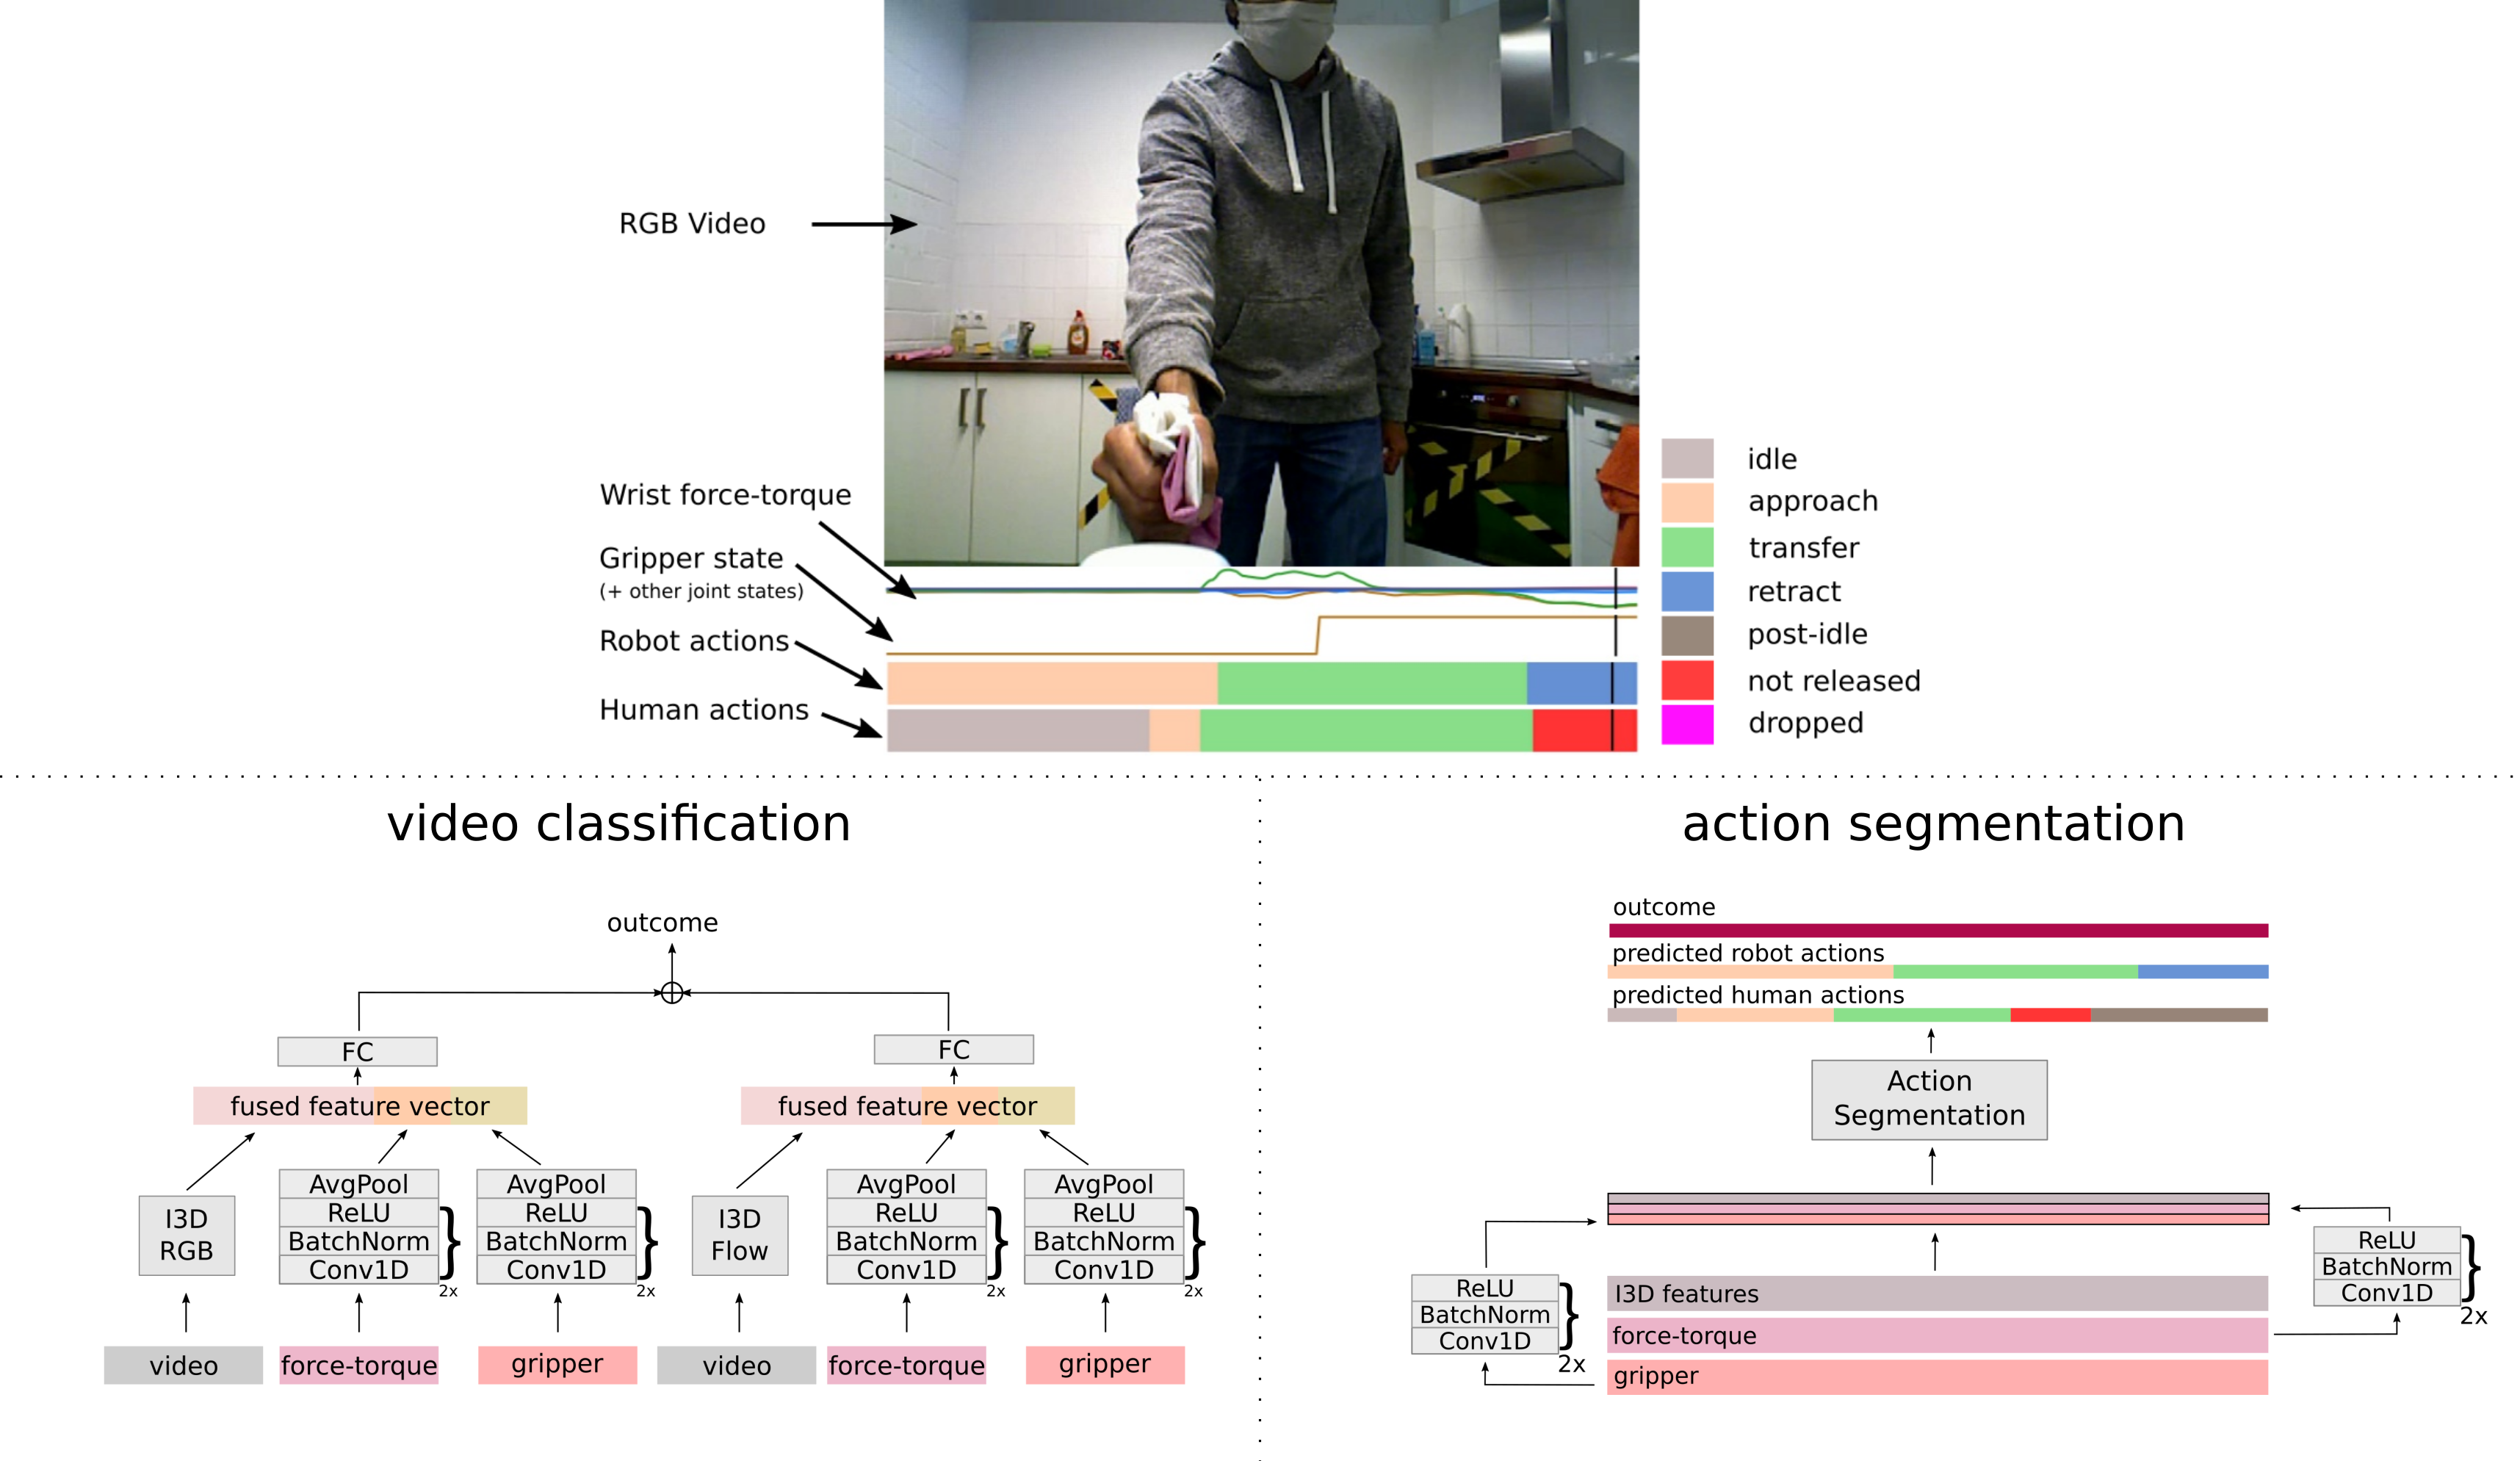 RGB Video
Wrist force-torque
Gripper state
(+ other joint states)
Robot actions
Human actions
idle
approach
transfer
retract
post-idle
not released
dropped
video classification
outcome
FC
FC
fused feature vector
fused feature vector
I3D
RGB
AvgPool
ReLU
BatchNorm
Conv1D
2x
AvgPool
ReLU
BatchNorm
Conv1D
2x
I3D
Flow
AvgPool
ReLU
BatchNorm
Conv1D
2x
AvgPool
ReLU
BatchNorm
Conv1D
2x
video
force-torque
gripper
video
force-torque
gripper
action segmentation
outcome
predicted robot actions
predicted human actions
Action
Segmentation
ReLU
BatchNorm
Conv1D
2x
I3D features
force-torque
gripper
ReLU
BatchNorm
Conv1D
2x